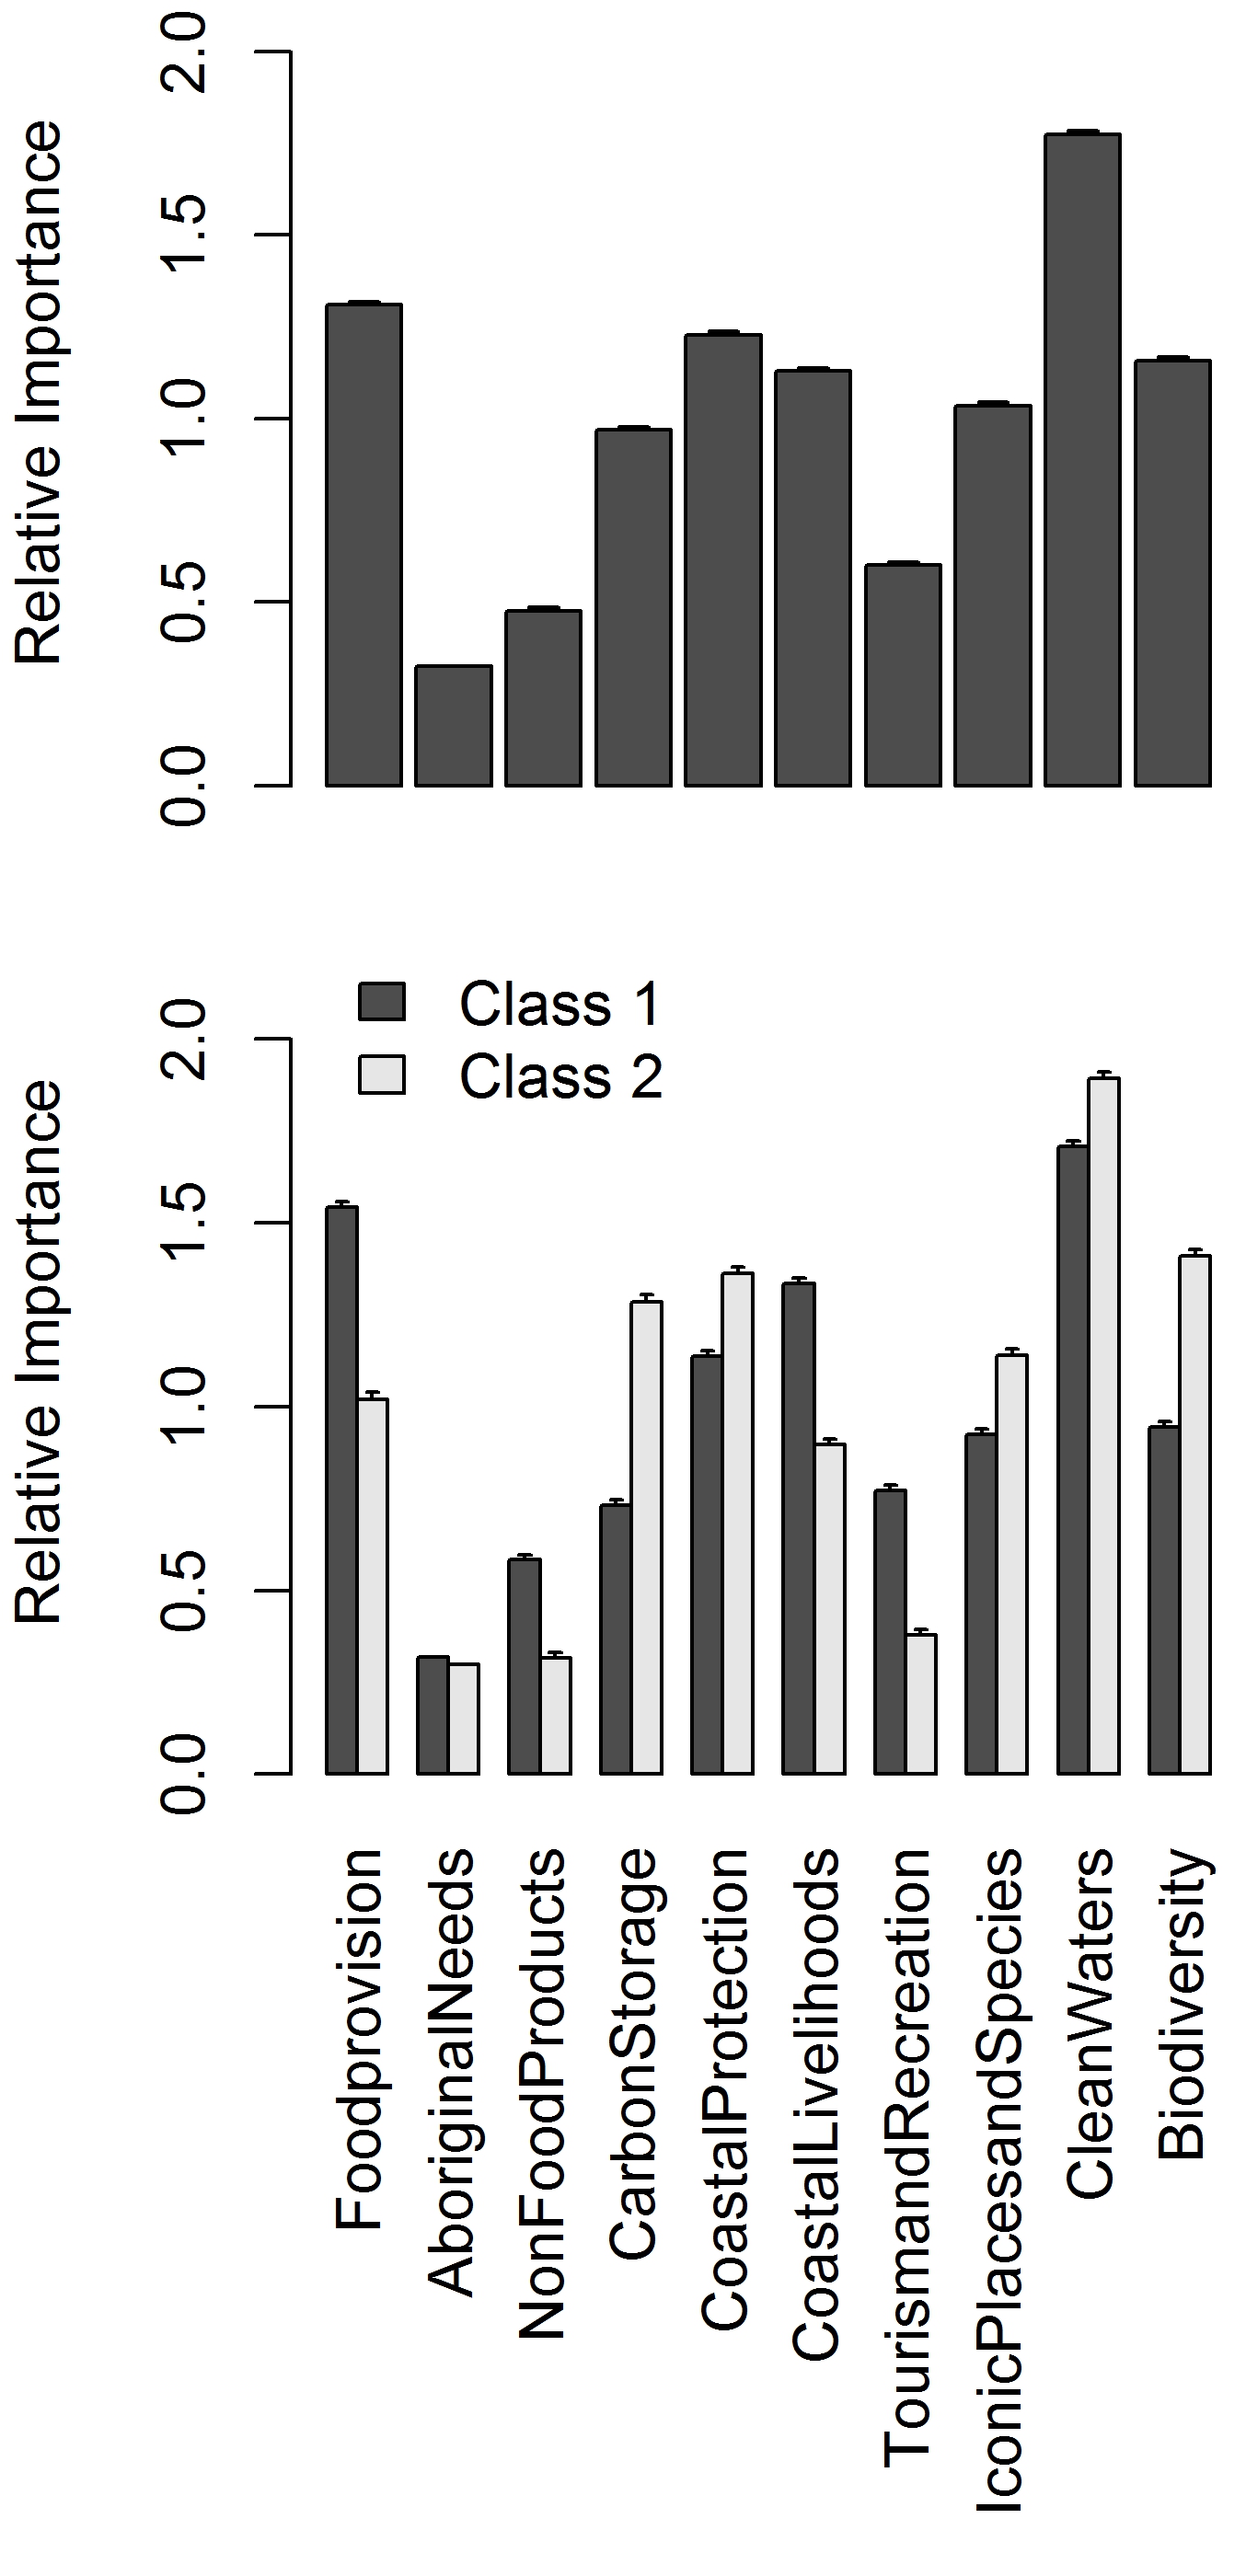 Relative Importance
2.0
1.5
1.0
0.5
0.0
Class 1
Class 2
Relative Importance
2.0
1.5
1.0
0.5
0.0
Foodprovision
AboriginalNeeds
NonFoodProducts
CarbonStorage
CoastalProtection
CoastalLivelihoods
TourismandRecreation
IconicPlacesandSpecies
CleanWaters
Biodiversity